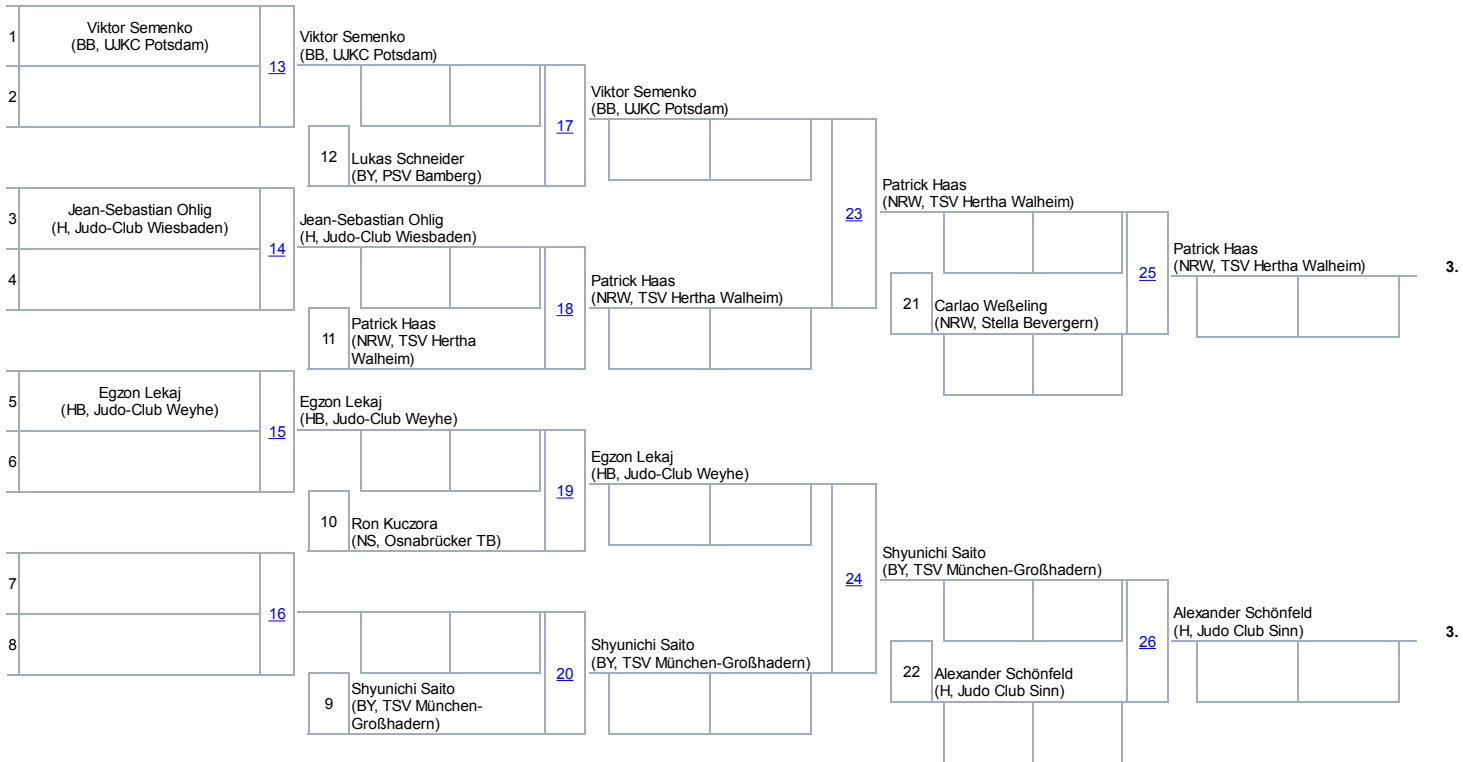 1
Viktor Semenko
(BB, UJKC Potsdam)
2
13
Viktor Semenko
(BB, UJKC Potsdam)
12
Lukas Schneider
(BY, PSV Bamberg)
17
Viktor Semenko
(BB, UJKC Potsdam)
3
Jean-Sebastian Ohlig
(H, Judo-Club Wiesbaden)
4
14
Jean-Sebastian Ohlig
(H, Judo-Club Wiesbaden)
11
Patrick Haas
(NRW, TSV Hertha
Walheim)
18
Patrick Haas
(NRW, TSV Hertha Walheim)
23
Patrick Haas
(NRW, TSV Hertha Walheim)
21
Carlao Weßeling
(NRW, Stella Bevergern)
25
Patrick Haas
(NRW, TSV Hertha Walheim)
3.
5
Egzon Lekaj
(HB, Judo-Club Weyhe)
6
15
Egzon Lekaj
(HB, Judo-Club Weyhe)
10
Ron Kuczora
(NS, Osnabrücker TB)
19
Egzon Lekaj
(HB, Judo-Club Weyhe)
7
8
16
9
Shyunichi Saito
(BY, TSV München-
Großhadern)
20
Shyunichi Saito
(BY, TSV München-Großhadern)
24
Shyunichi Saito
(BY, TSV München-Großhadern)
22
Alexander Schönfeld
(H, Judo Club Sinn)
26
Alexander Schönfeld
(H, Judo Club Sinn)
3.